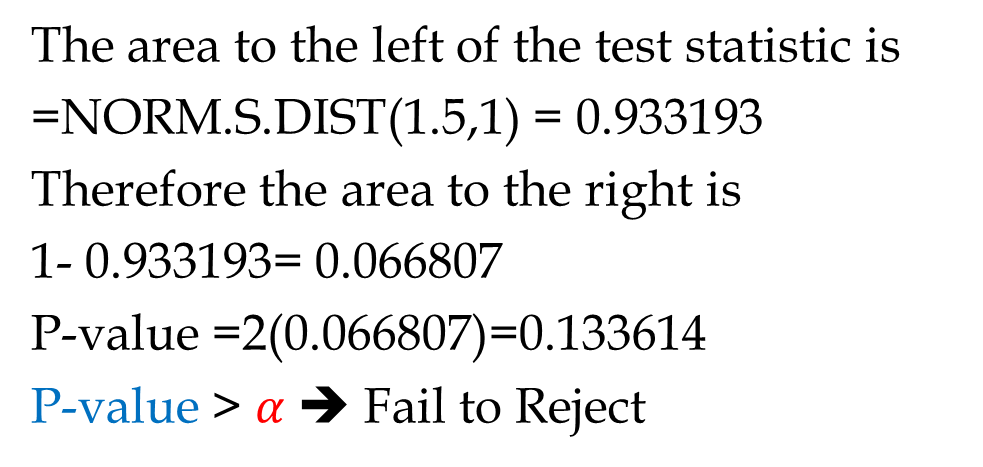 The area to the left of the test statistic is
=NORM.S.DIST(1.5,1) = 0.933193
Therefore the area to the right is
1- 0.933193= 0.066807
P-value =2(0.066807)=0.133614
P-value > α 🡺 Fail to Reject